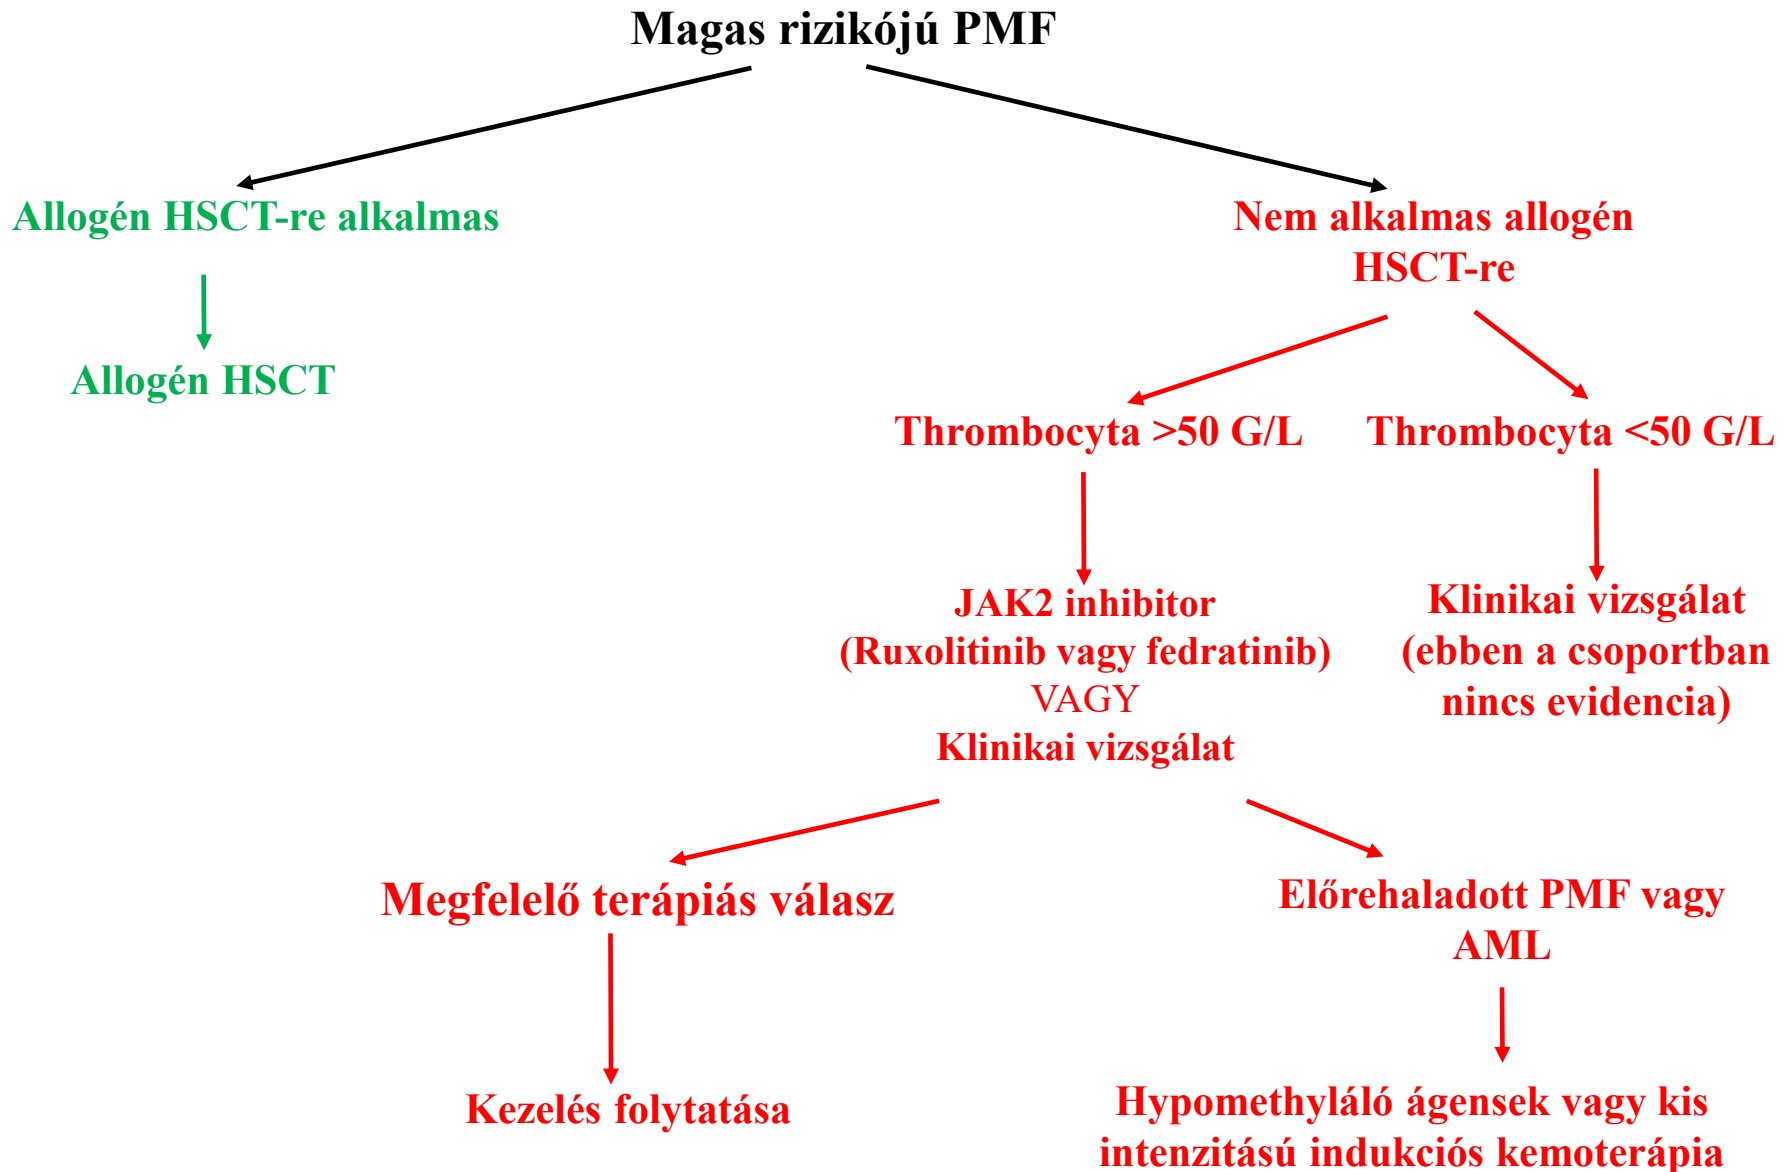 Magas rizikójú PMF
Allogén HSCT-re alkalmas
Allogén HSCT
Nem alkalmas allogén
HSCT-re
Thrombocyta >50 G/L
Thrombocyta <50 G/L
JAK2 inhibitor
(Ruxolitinib vagy fedratinib)
VAGY
Klinikai vizsgálat
Klinikai vizsgálat
(ebben a csoportban
nincs evidencia)
Megfelelő terápiás válasz
Kezelés folytatása
Előrehaladott PMF vagy
AML
Hypomethyláló ágensek vagy kis
intenzitású indukciós kemoterápia